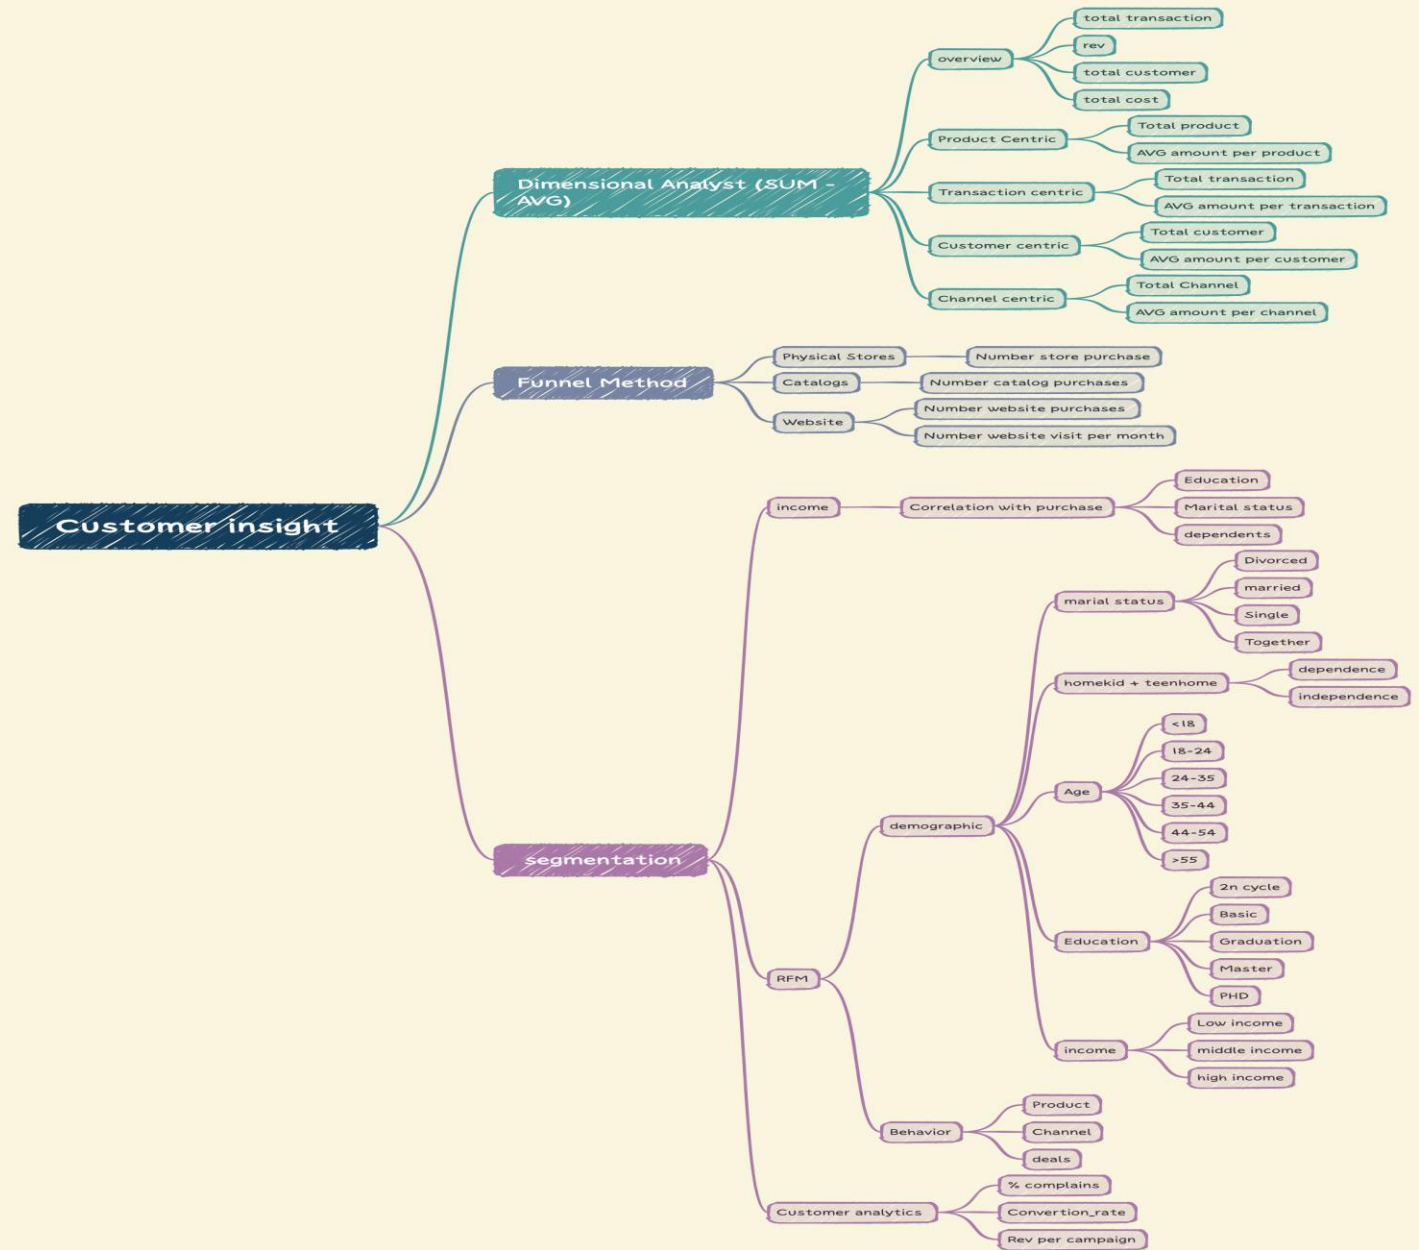 Customer insight
Dimensional Analyst (SUM -
AVG)
overview
total transaction
rev
total customer
total cost
Product Centric
Total product
AVG amount per product
Transaction centric
Total transaction
AVG amount per transaction
Customer centric
Total customer
AVG amount per customer
Channel centric
Total Channel
AVG amount per channel
Funnel Method
Physical Stores
Number store purchase
Catalogs
Number catalog purchases
Website
Number website purchases
Number website visit per month
segmentation
income
Correlation with purchase
Education
Marital status
dependents
RFM
demographic
marial status
Divorced
married
Single
Together
homekid + teenhome
dependence
independence
Age
<18
18-24
24-35
35-44
44-54
>55
Education
2n cycle
Basic
Graduation
Master
PHD
income
Low income
middle income
high income
Behavior
Product
Channel
deals
Customer analytics
% complains
Convertion_rate
Rev per campaign